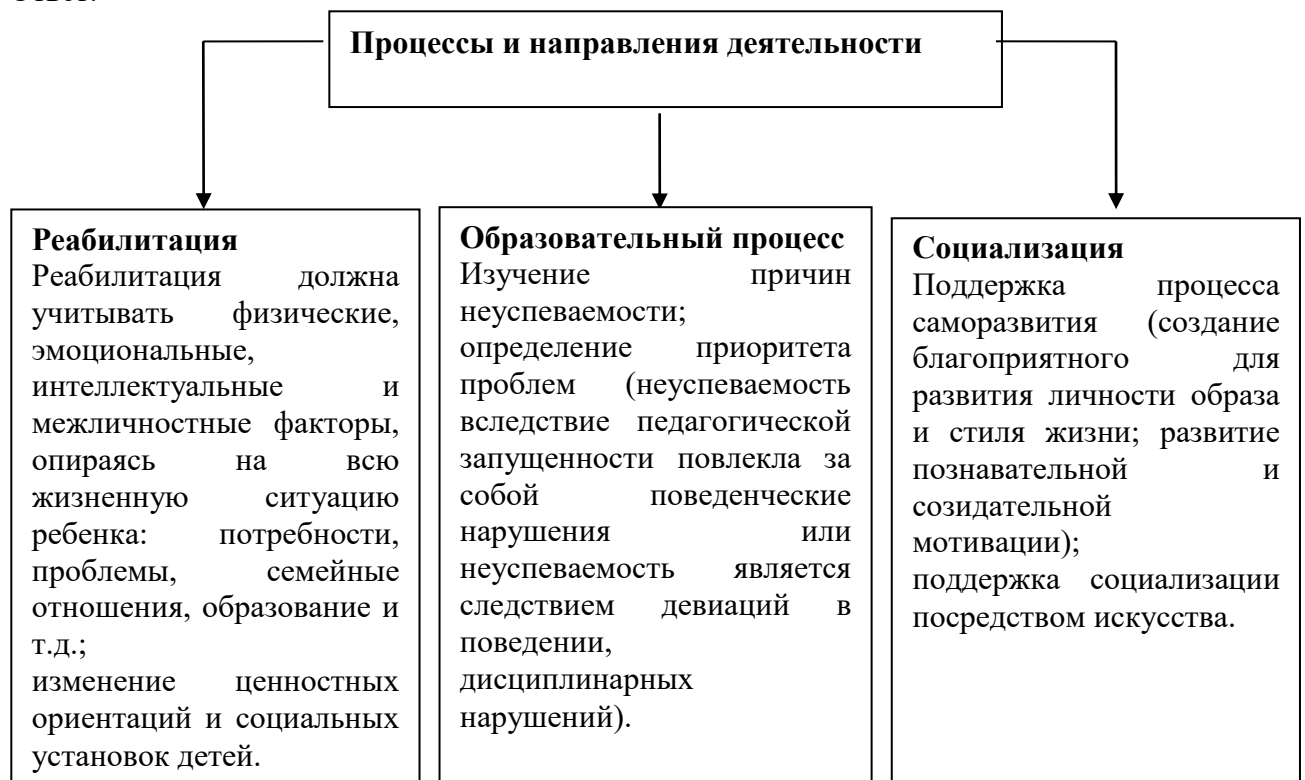 Процессы и направления деятельности
Реабилитация
Реабилитация должна
учитывать физические,
эмоциональные,
интеллектуальные и
межличностные факторы,
опираясь на всю
жизненную ситуацию
ребенка: потребности,
проблемы, семейные
отношения, образование и
т.д.;
изменение ценностных
ориентаций и социальных
установок детей.
Образовательный процесс
Изучение причин
неуспеваемости;
определение приоритета
проблем (неуспеваемость
вследствие педагогической
запущенности повлекла за
собой поведенческие
нарушения или
неуспеваемость является
следствием девиаций в
поведении,
дисциплинарных
нарушений).
Социализация
Поддержка процесса
саморазвития (создание
благоприятного для
развития личности образа
и стиля жизни; развитие
познавательной и
созидательной
мотивации);
поддержка социализации
посредством искусства.